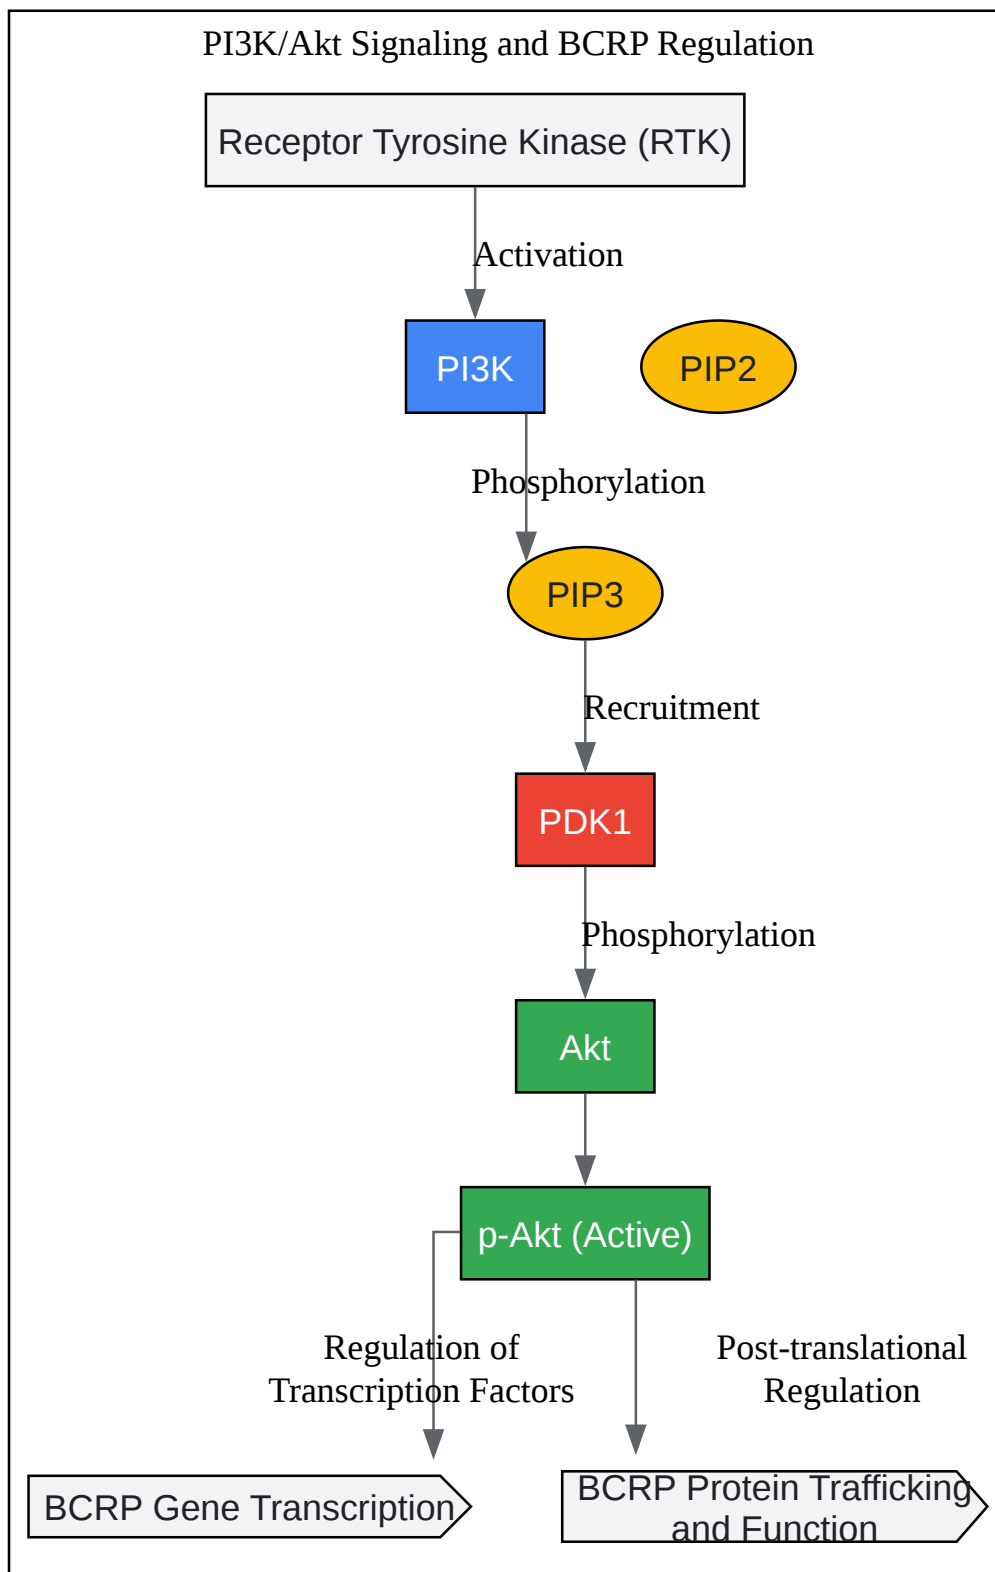 PI3K/Akt Signaling and BCRP Regulation
Receptor Tyrosine Kinase (RTK)
Activation
PI3K
PIP2
Phosphorylation
PIP3
Recruitment
PDK1
Phosphorylation
Akt
p-Akt (Active)
Regulation of
Transcription Factors
Post-translational
Regulation
BCRP Gene Transcription
BCRP Protein Trafficking
and Function